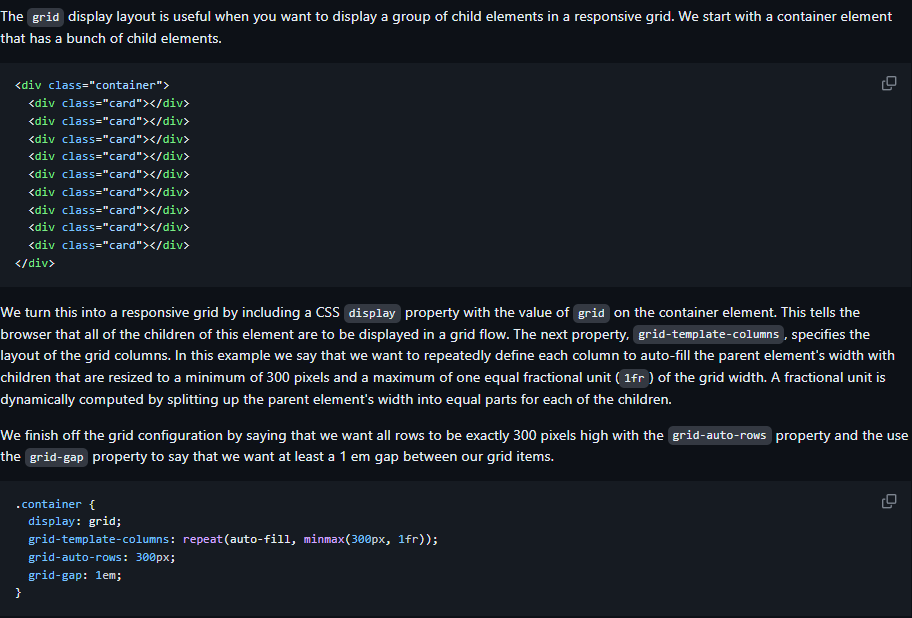 The grid display layout is useful when you want to display a group of child elements in a responsive grid. We start with a container element
that has a bunch of child elements.
<div class="container">
  <div class="card"></div>
  <div class="card"></div>
  <div class="card"></div>
  <div class="card"></div>
  <div class="card"></div>
  <div class="card"></div>
  <div class="card"></div>
  <div class="card"></div>
  <div class="card"></div>
</div>
We turn this into a responsive grid by including a CSS display property with the value of grid on the container element. This tells the
browser that all of the children of this element are to be displayed in a grid flow. The next property, grid-template-columns, specifies the
layout of the grid columns. In this example we say that we want to repeatedly define each column to auto-fill the parent element's width with
children that are resized to a minimum of 300 pixels and a maximum of one equal fractional unit (1fr) of the grid width. A fractional unit is
dynamically computed by splitting up the parent element's width into equal parts for each of the children.
We finish off the grid configuration by saying that we want all rows to be exactly 300 pixels high with the grid-auto-rows property and the use
the grid-gap property to say that we want at least a 1 em gap between our grid items.
.container {
  display: grid;
  grid-template-columns: repeat(auto-fill, minmax(300px, 1fr));
  grid-auto-rows: 300px;
  grid-gap: 1em;
}